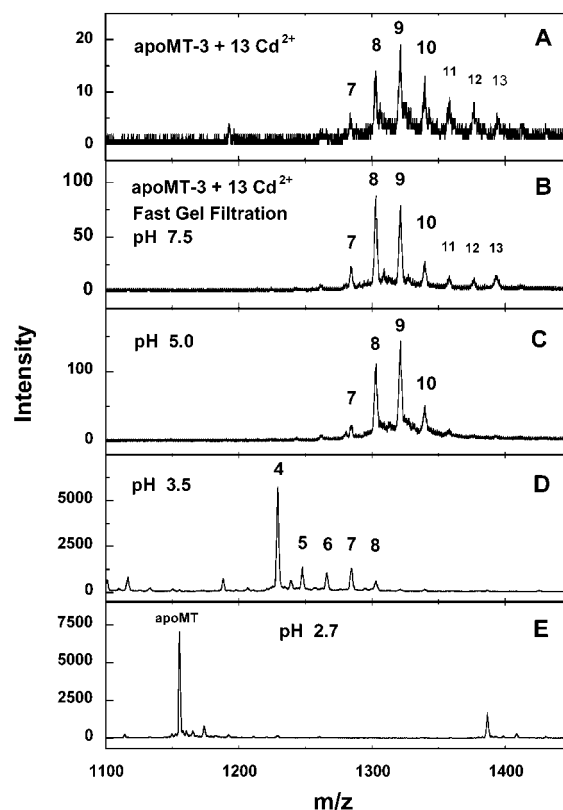 A
apoMT-3 + 13 Cd²⁺
20
10
0
7
8
9
10
11
12
13
B
apoMT-3 + 13 Cd²⁺
Fast Gel Filtration
pH 7.5
100
50
0
7
8
9
10
11
12
13
C
pH 5.0
100
0
7
8
9
10
D
pH 3.5
5000
2500
0
4
5
6
7
8
E
pH 2.7
apoMT
7500
5000
2500
0
1100
1200
1300
1400
Intensity
m/z